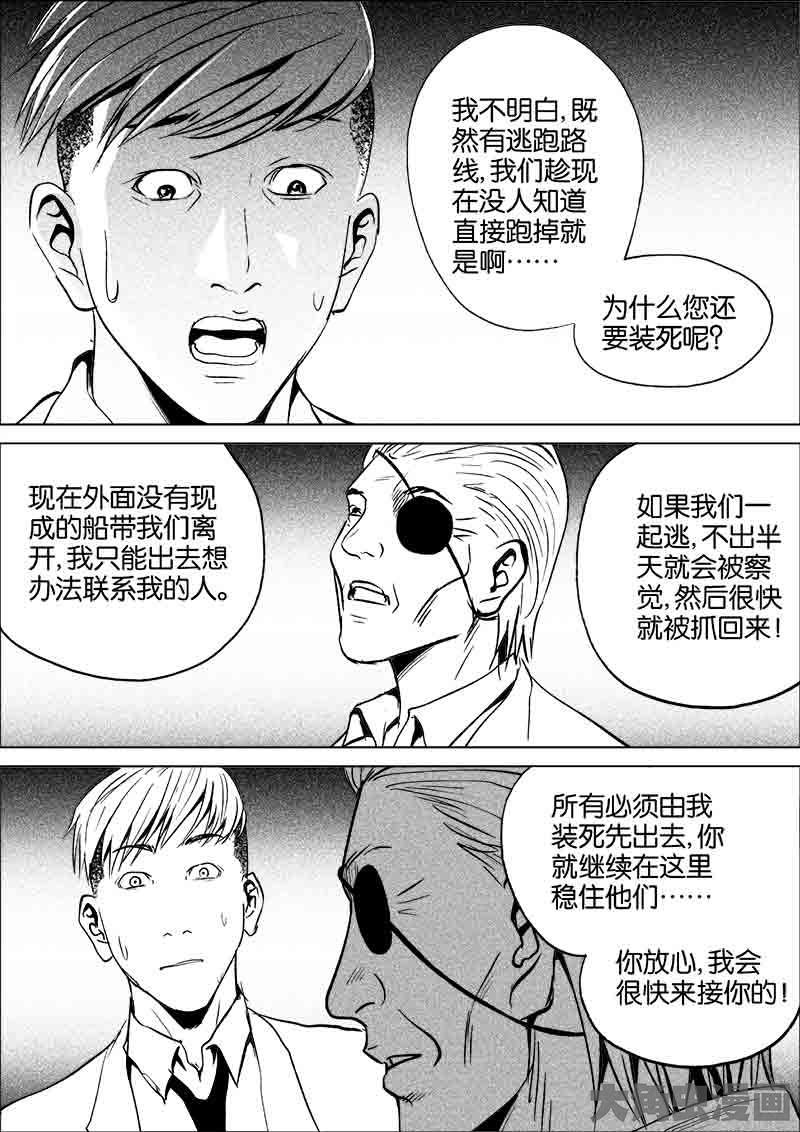 我不明白,既
然有逃跑路
线,我们趁现
在没人知道
直接跑掉就
是啊……
为什么您还
要装死呢?
现在外面没有现
成的船带我们离
开,我只能出去想
办法联系我的人。
如果我们一
起逃,不出半
天就会被察
觉,然后很快
就被抓回来!
所有必须由我
装死先出去,你
就继续在这里
稳住他们……
你放心,我会
很快来接你的!
大角虫漫画